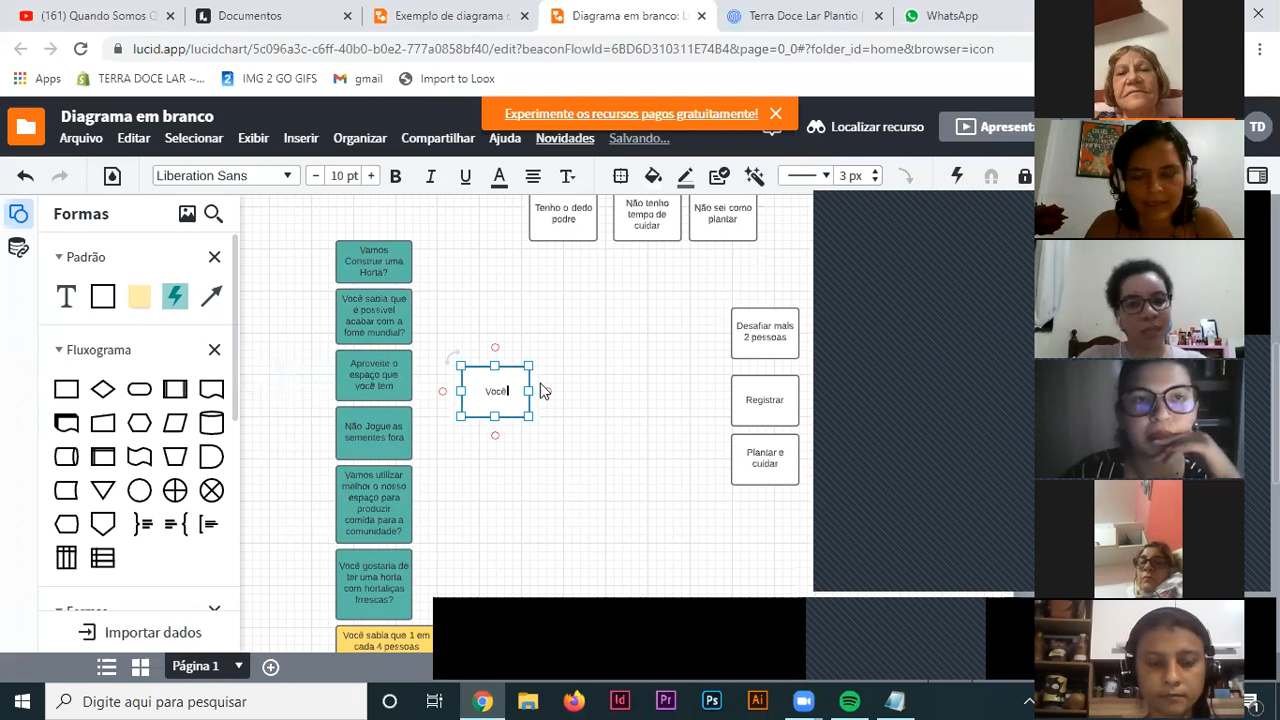 (161) Quando Somos C
Documentos
Exemplo de diagrama
Diagrama em branco: L
Terra Doce Lar Plantio
WhatsApp
lucid.app/lucidchart/5c096a3c-c6ff-40b0-b0e2-777a0858bf40/edit?beaconFlowId=6BD6D310311E74B4&page=0_0#?folder_id=home&browser=icon
Apps
TERRA DOCE LAR ~...
IMG 2 GO GIFS
gmail
Import to Loox
Diagrama em branco
Experimente os recursos pagos gratuitamente!
Localizar recurso
Apresenta
TD
Arquivo
Editar
Selecionar
Exibir
Inserir
Organizar
Compartilhar
Ajuda
Novidades
Salvando...
Liberation Sans
10 pt
B
I
U
A
T
3 px
Formas
Padrão
T
Fluxograma
Importar dados
Tenho o dedo
podre
Não tenho
tempo de
cuidar
Não sei como
plantar
Vamos
Construir uma
Horta?
Você sabia que
é possível
acabar com a
fome mundial?
Aproveite o
espaço que
você tem
Não Jogue as
sementes fora
Vamos utilizar
melhor o nosso
espaço para
produzir
comida para a
comunidade?
Você gostaria de
ter uma horta
com hortaliças
frrescas?
Você sabia que 1 em
cada 4 pessoas
Você
Desafiar mais
2 pessoas
Registrar
Plantar e
cuidar
Página 1
Digite aqui para pesquisar
Id
Pr
Ps
Ai
1